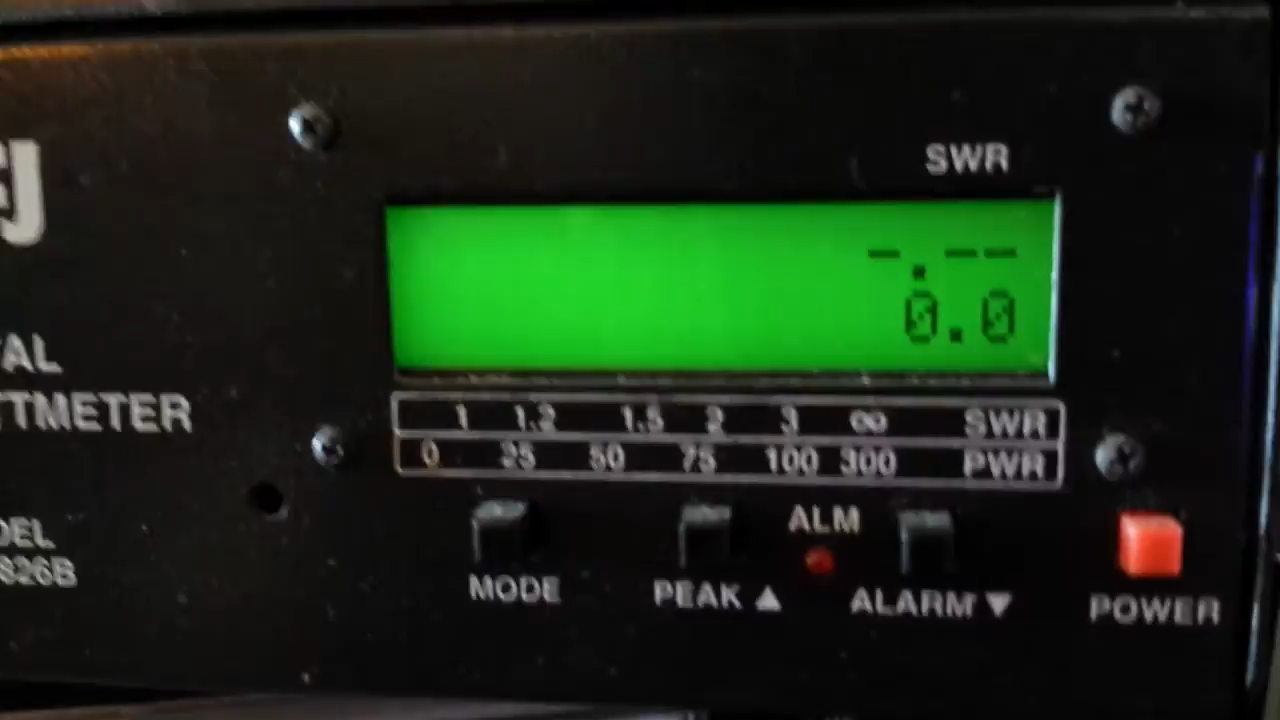 J
SWR
-.--
0.0
TAL
TTMETER
1 1.2 1.5 2 3 ∞ SWR
0 25 50 75 100 300 PWR
DEL
826B
ALM
MODE PEAK ▲ ALARM ▼ POWER